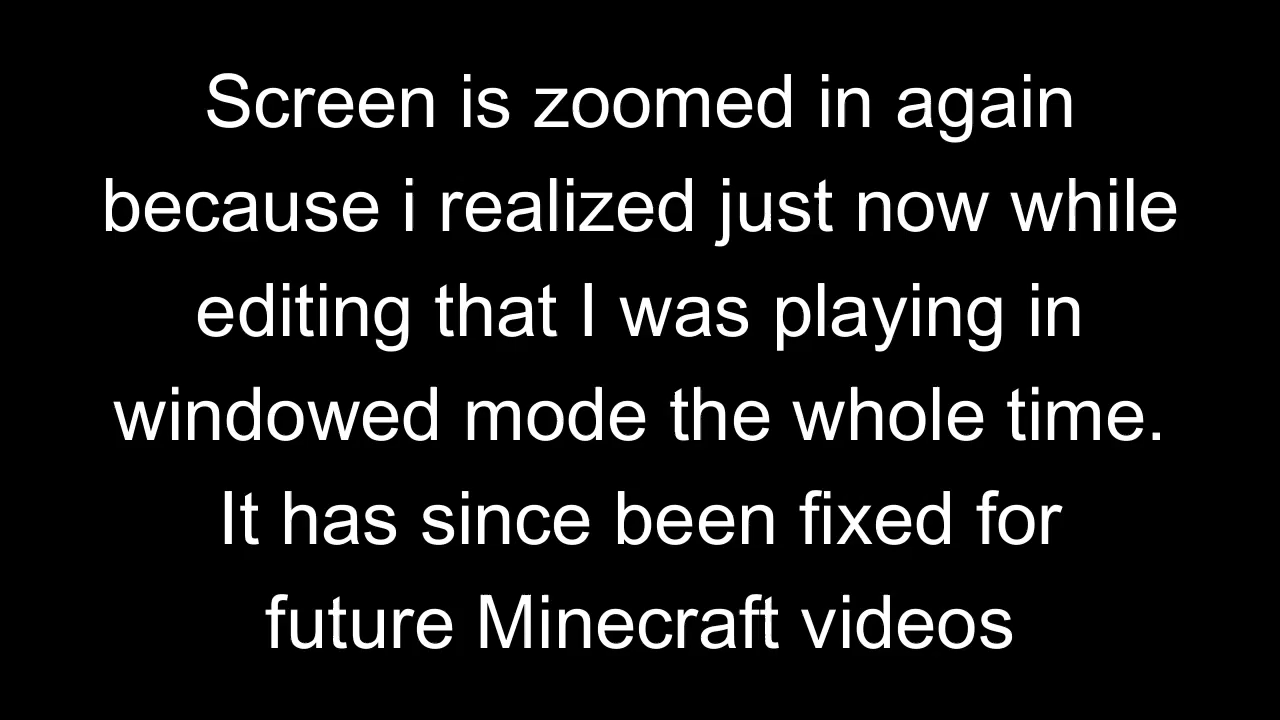 Screen is zoomed in again
because i realized just now while
editing that I was playing in
windowed mode the whole time.
It has since been fixed for
future Minecraft videos